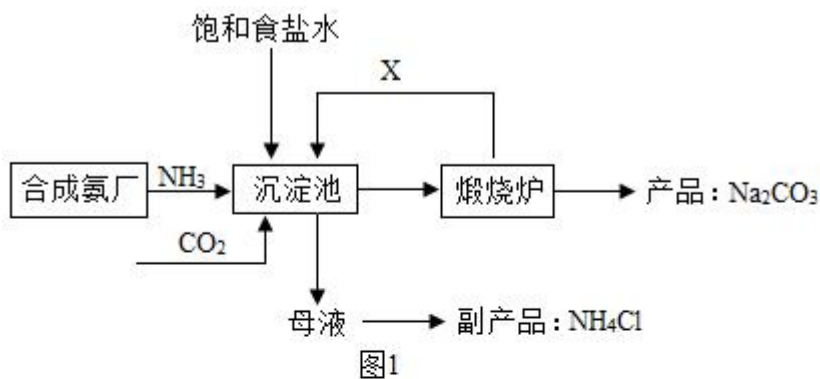 饱和食盐水
X
合成氨厂
NH₃
沉淀池
煅烧炉
产品：Na₂CO₃
CO₂
母液
副产品：NH₄Cl
图1